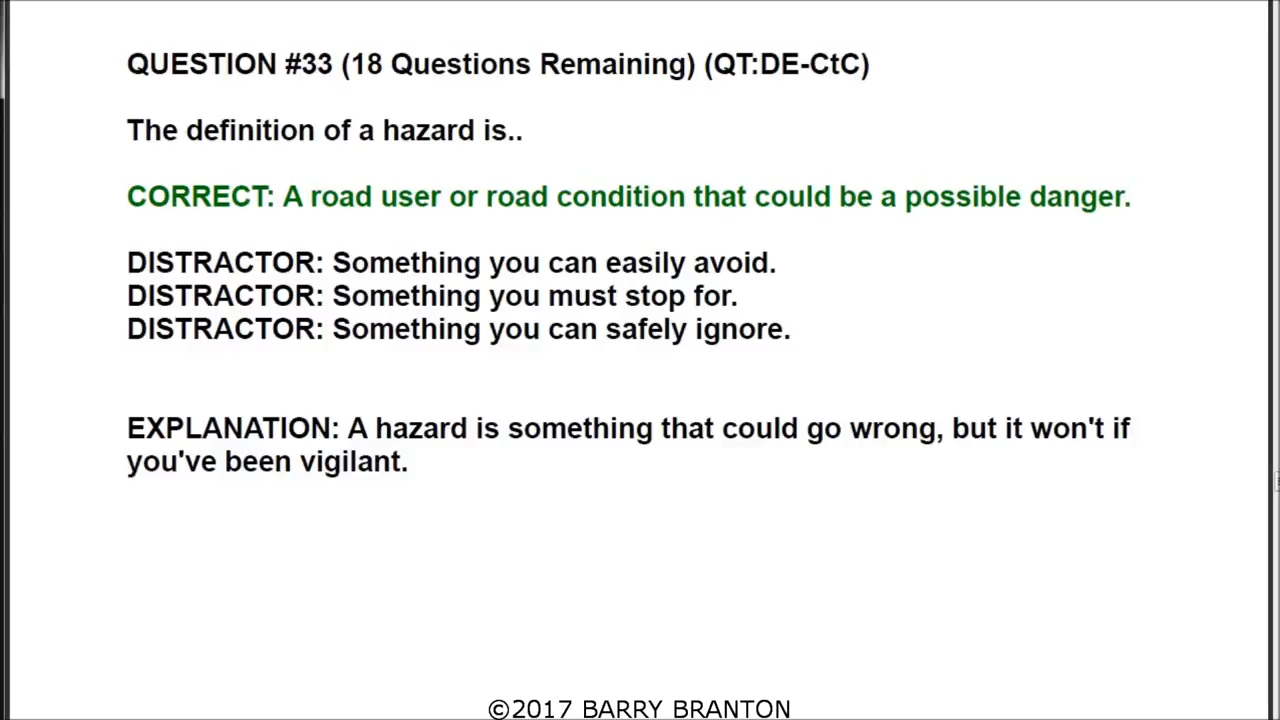 QUESTION #33 (18 Questions Remaining) (QT:DE-CtC)
The definition of a hazard is..
CORRECT: A road user or road condition that could be a possible danger.
DISTRACTOR: Something you can easily avoid.
DISTRACTOR: Something you must stop for.
DISTRACTOR: Something you can safely ignore.
EXPLANATION: A hazard is something that could go wrong, but it won't if
you've been vigilant.
©2017 BARRY BRANTON